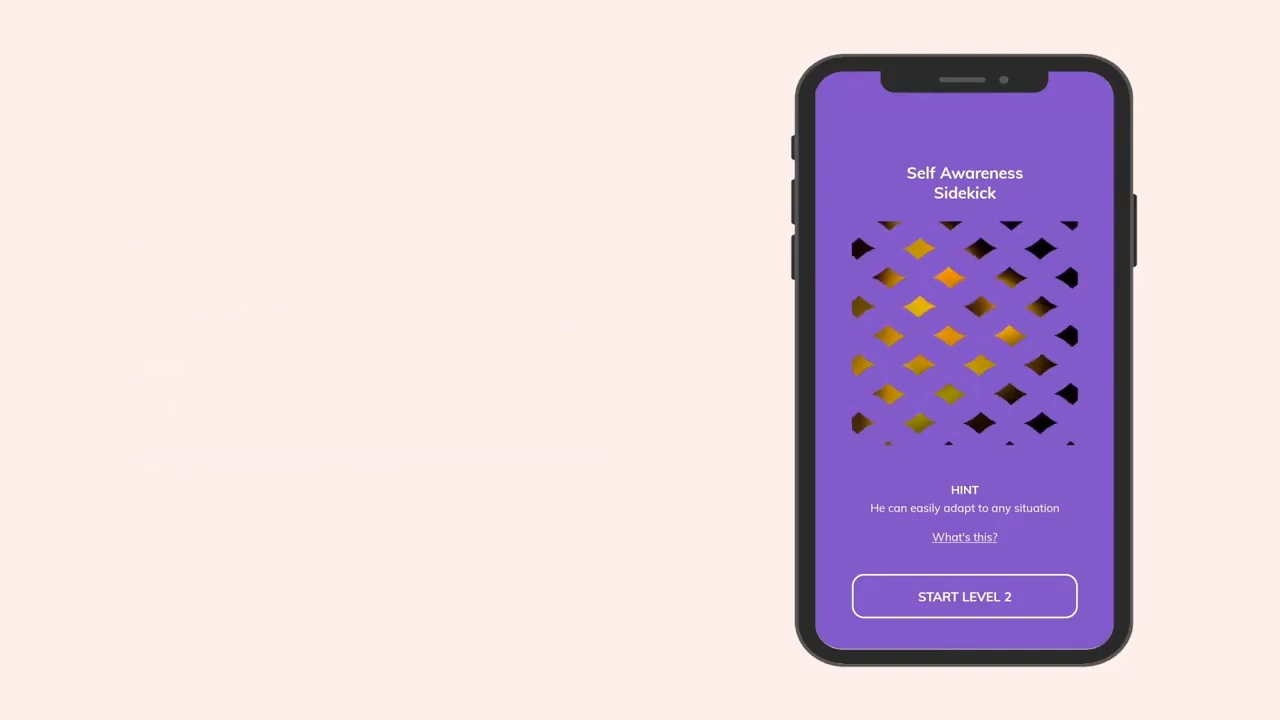 Self Awareness
Sidekick
HINT
He can easily adapt to any situation
What's this?
START LEVEL 2